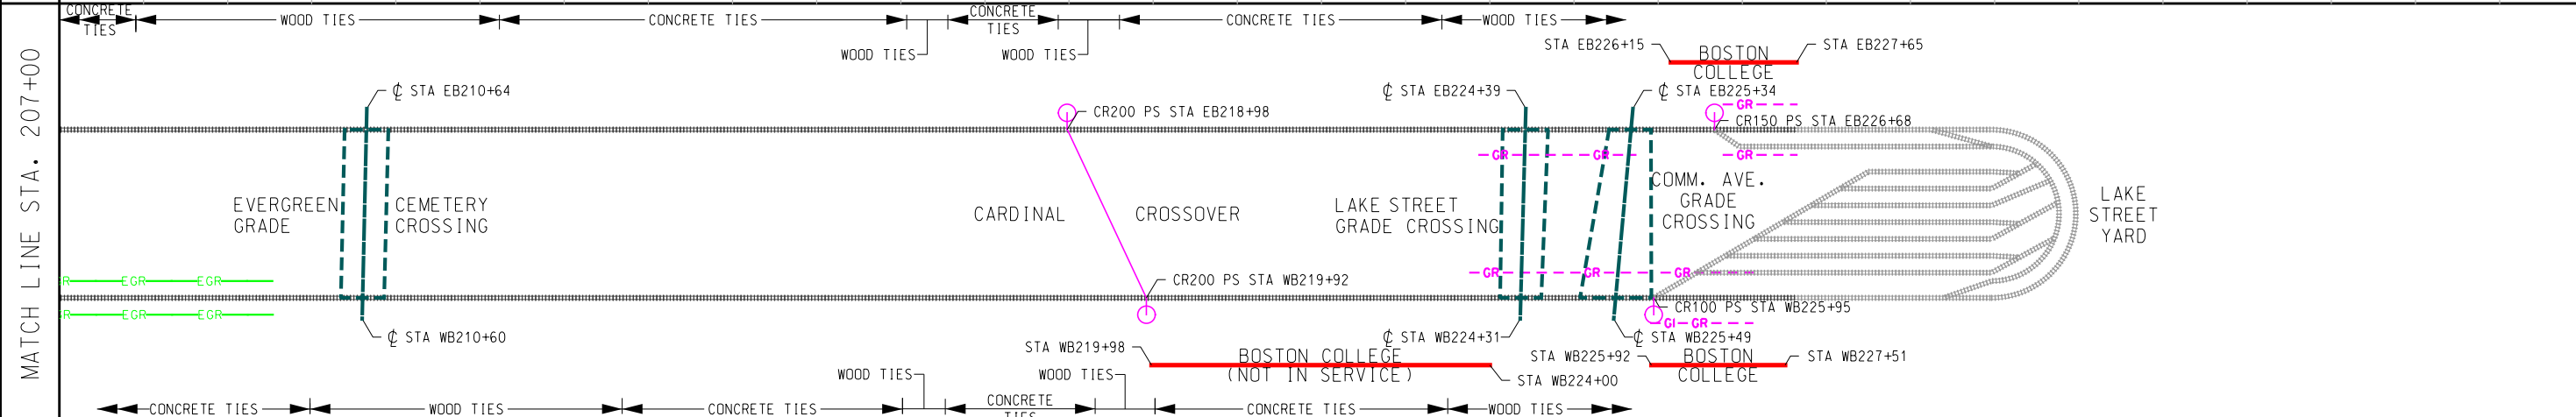 CONCRETE
TIES
WOOD TIES
CONCRETE TIES
WOOD TIES
CONCRETE
TIES
WOOD TIES
CONCRETE TIES
WOOD TIES
STA EB226+15
BOSTON
COLLEGE
STA EB227+65
MATCH LINE STA. 207+00
℄ STA EB210+64
CR200 PS STA EB218+98
℄ STA EB224+39
℄ STA EB225+34
GR
CR150 PS STA EB226+68
GR
GR
GR
EVERGREEN
GRADE
CEMETERY
CROSSING
CARDINAL
CROSSOVER
LAKE STREET
GRADE CROSSING
COMM. AVE.
GRADE
CROSSING
LAKE
STREET
YARD
R
EGR
EGR
R
EGR
EGR
GR
GR
GR
CR200 PS STA WB219+92
CR100 PS STA WB225+95
GI
GR
℄ STA WB210+60
℄ STA WB224+31
℄ STA WB225+49
STA WB219+98
BOSTON COLLEGE
(NOT IN SERVICE)
STA WB224+00
STA WB225+92
BOSTON
COLLEGE
STA WB227+51
CONCRETE TIES
WOOD TIES
CONCRETE TIES
WOOD TIES
CONCRETE
TIES
WOOD TIES
CONCRETE TIES
WOOD TIES